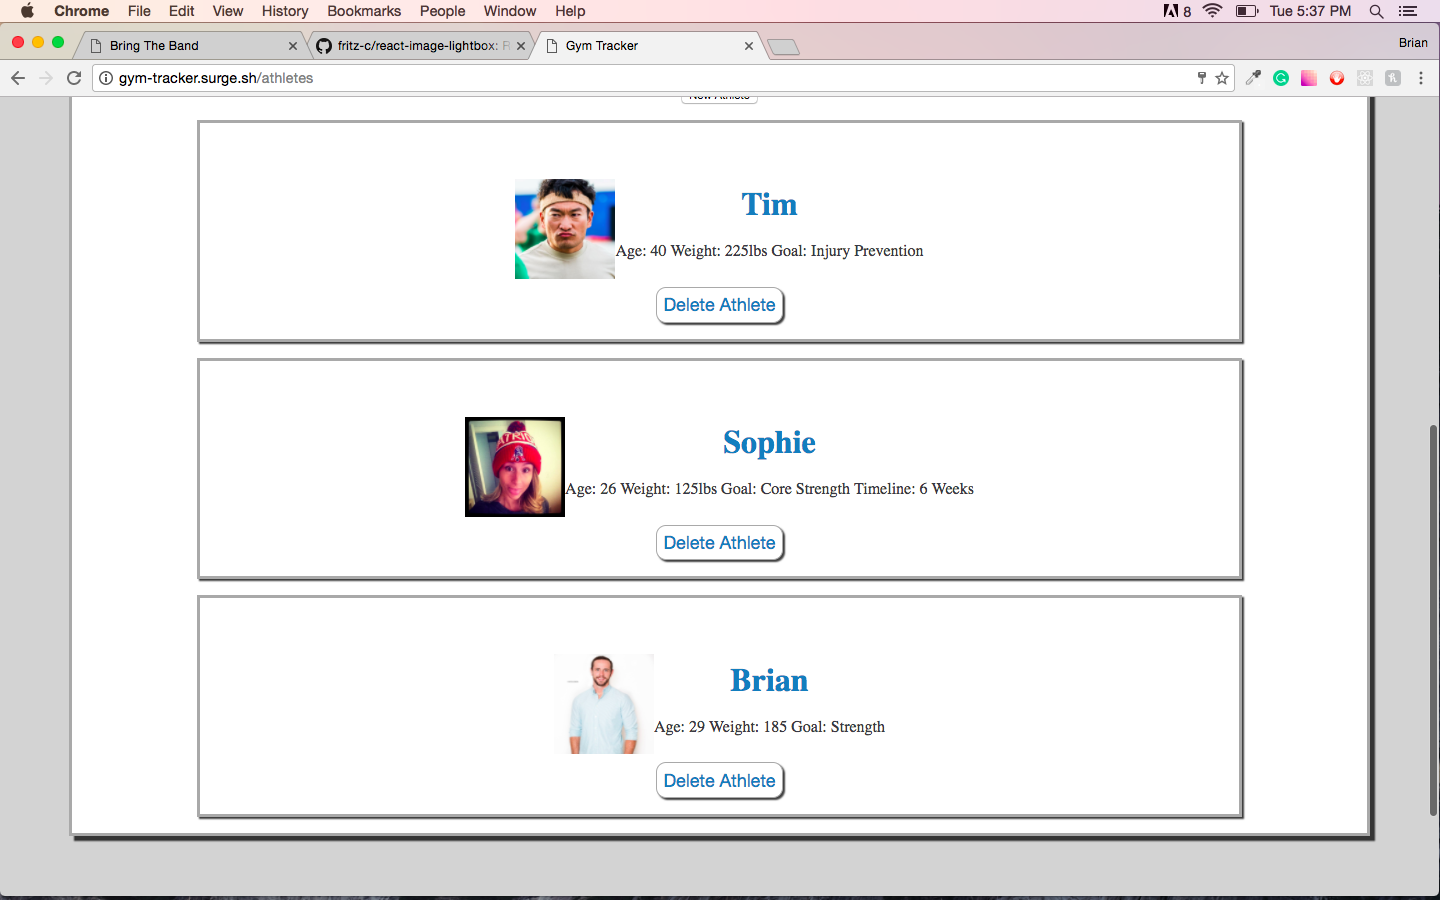 Chrome File Edit View History Bookmarks People Window Help 8 Tue 5:37 PM
Bring The Band fritz-c/react-image-lightbox: Gym Tracker Brian
gym-tracker.surge.sh/athletes
New Athlete
Tim
Age: 40 Weight: 225lbs Goal: Injury Prevention
Delete Athlete
Sophie
Age: 26 Weight: 125lbs Goal: Core Strength Timeline: 6 Weeks
Delete Athlete
Brian
Age: 29 Weight: 185 Goal: Strength
Delete Athlete